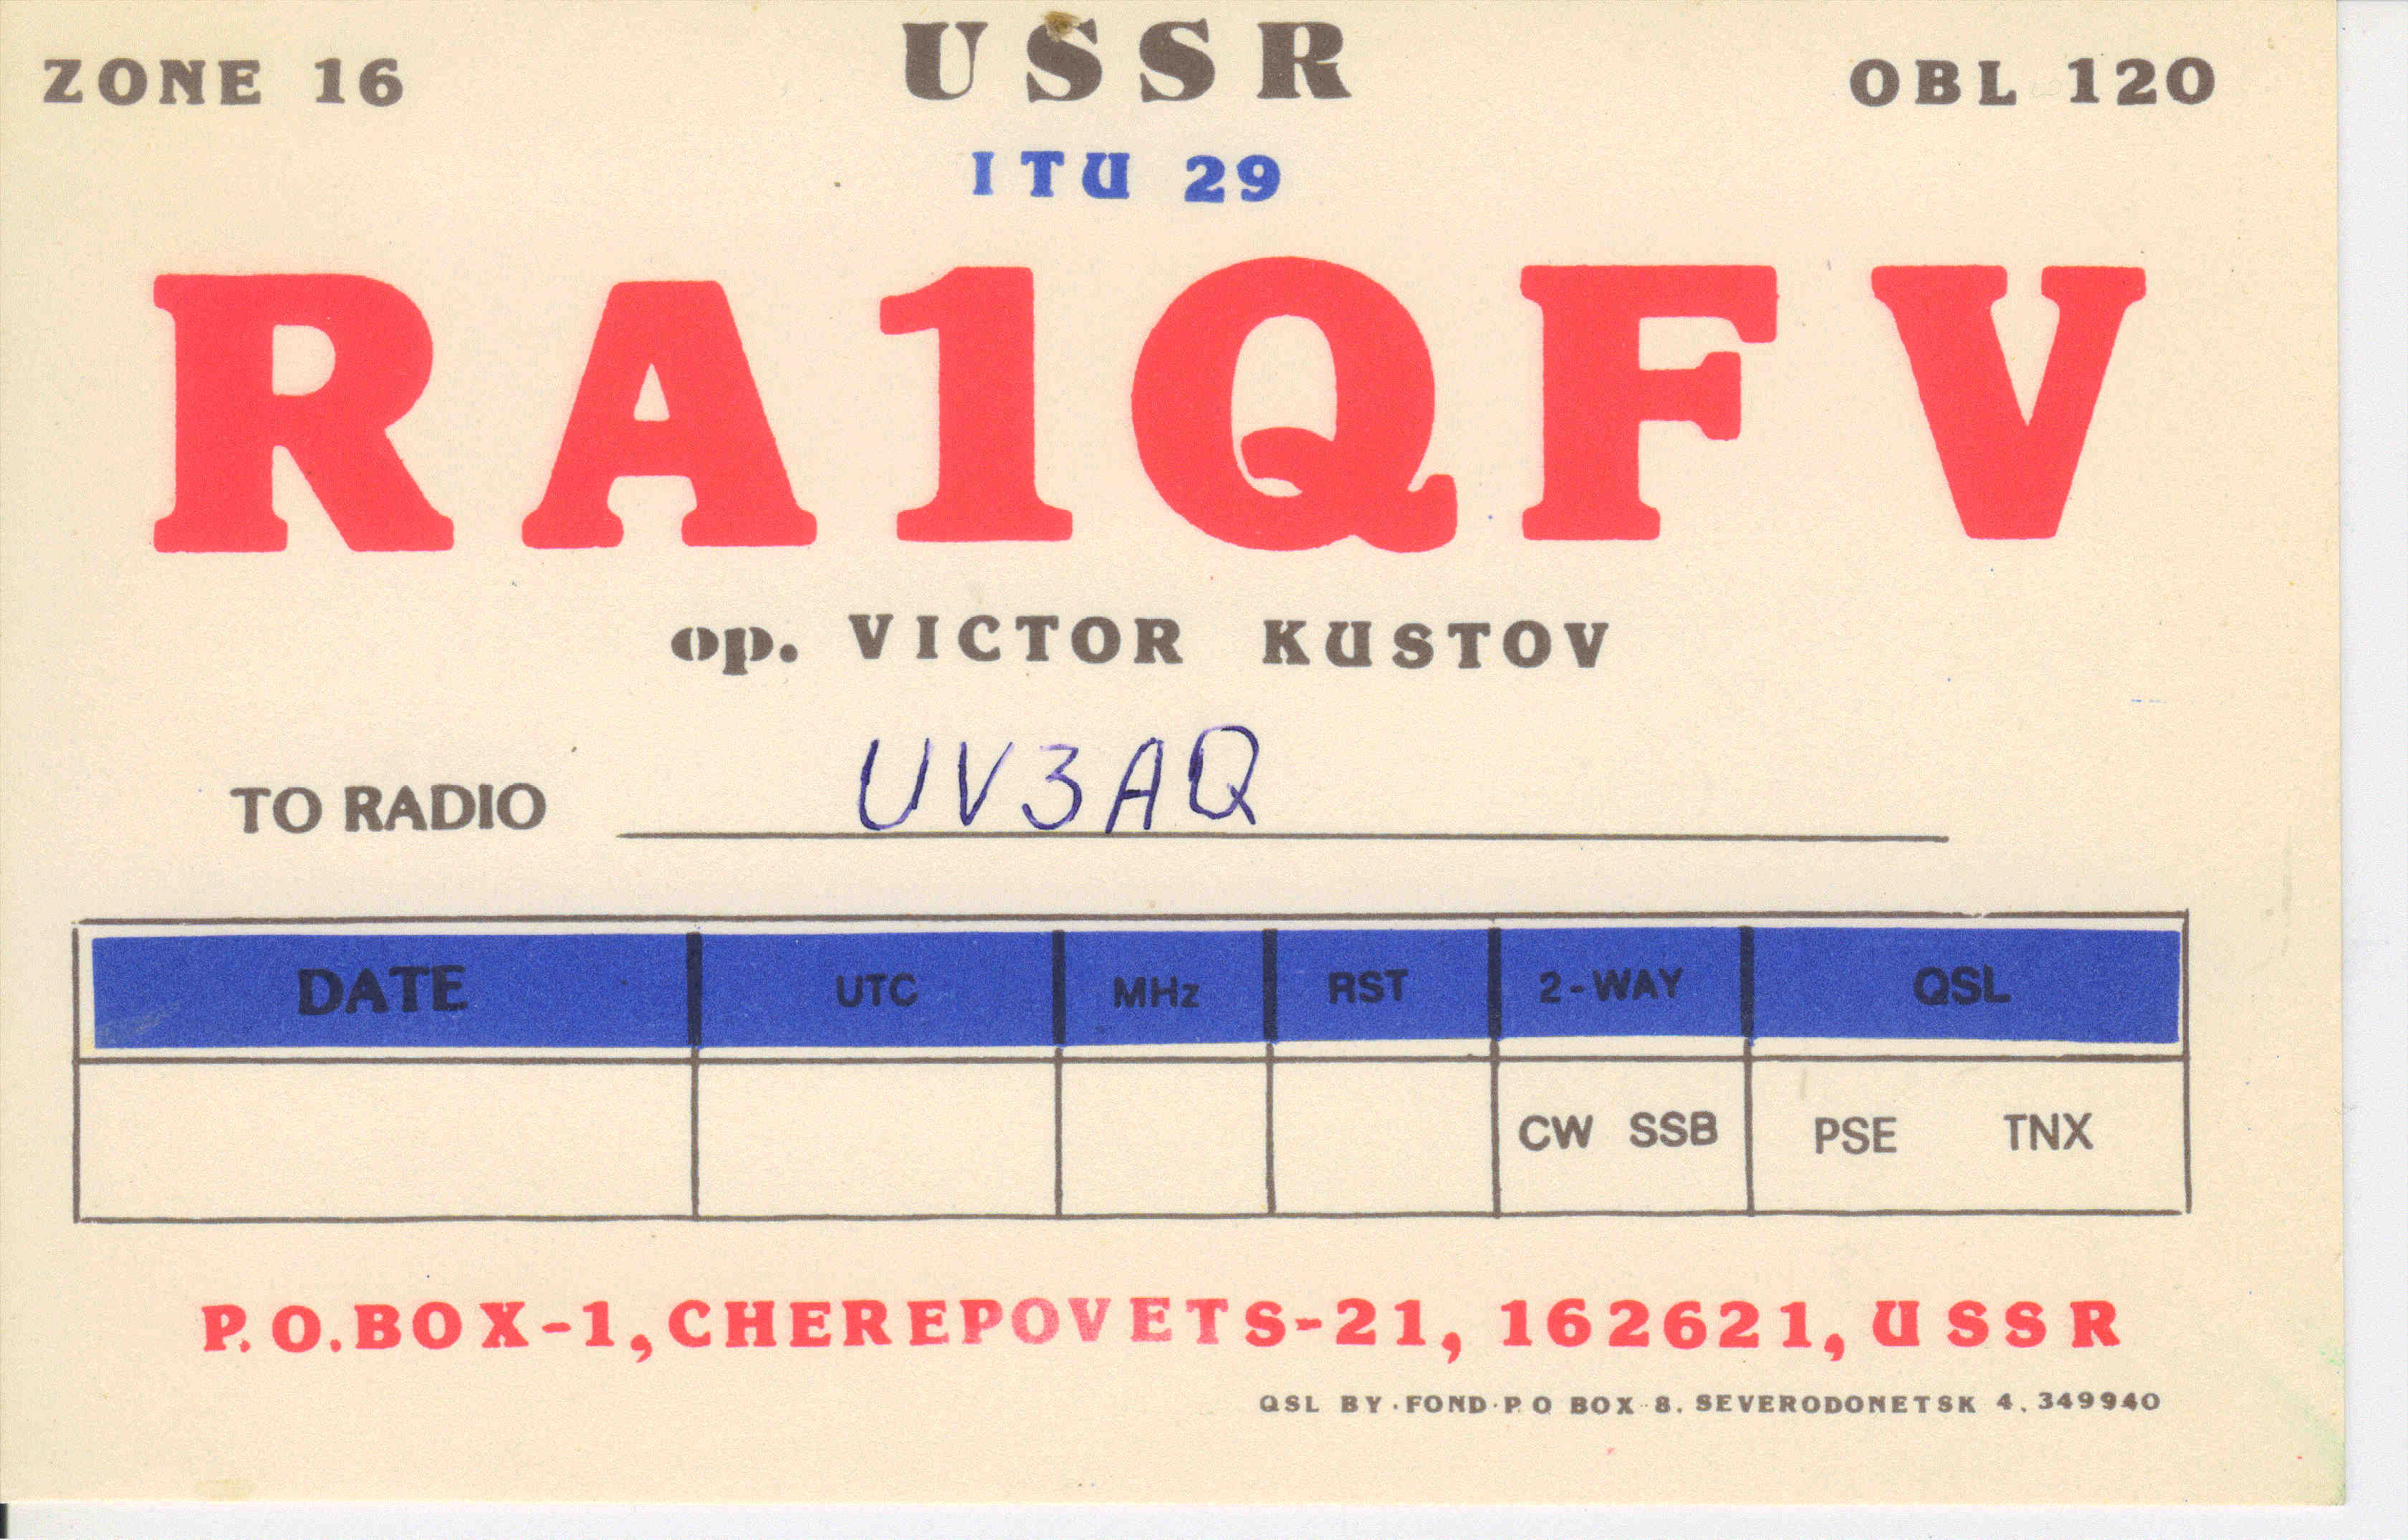 ZONE 16 USSR OBL 120
ITU 29
RA1QFV
op. VICTOR KUSTOV
TO RADIO UV3AQ
DATE UTC MHz RST 2-WAY QSL
CW SSB PSE TNX
P.O.BOX-1, CHEREPOVETS-21, 162621, USSR
QSL BY·FOND·P.O BOX 8. SEVERODONETSK 4. 349940